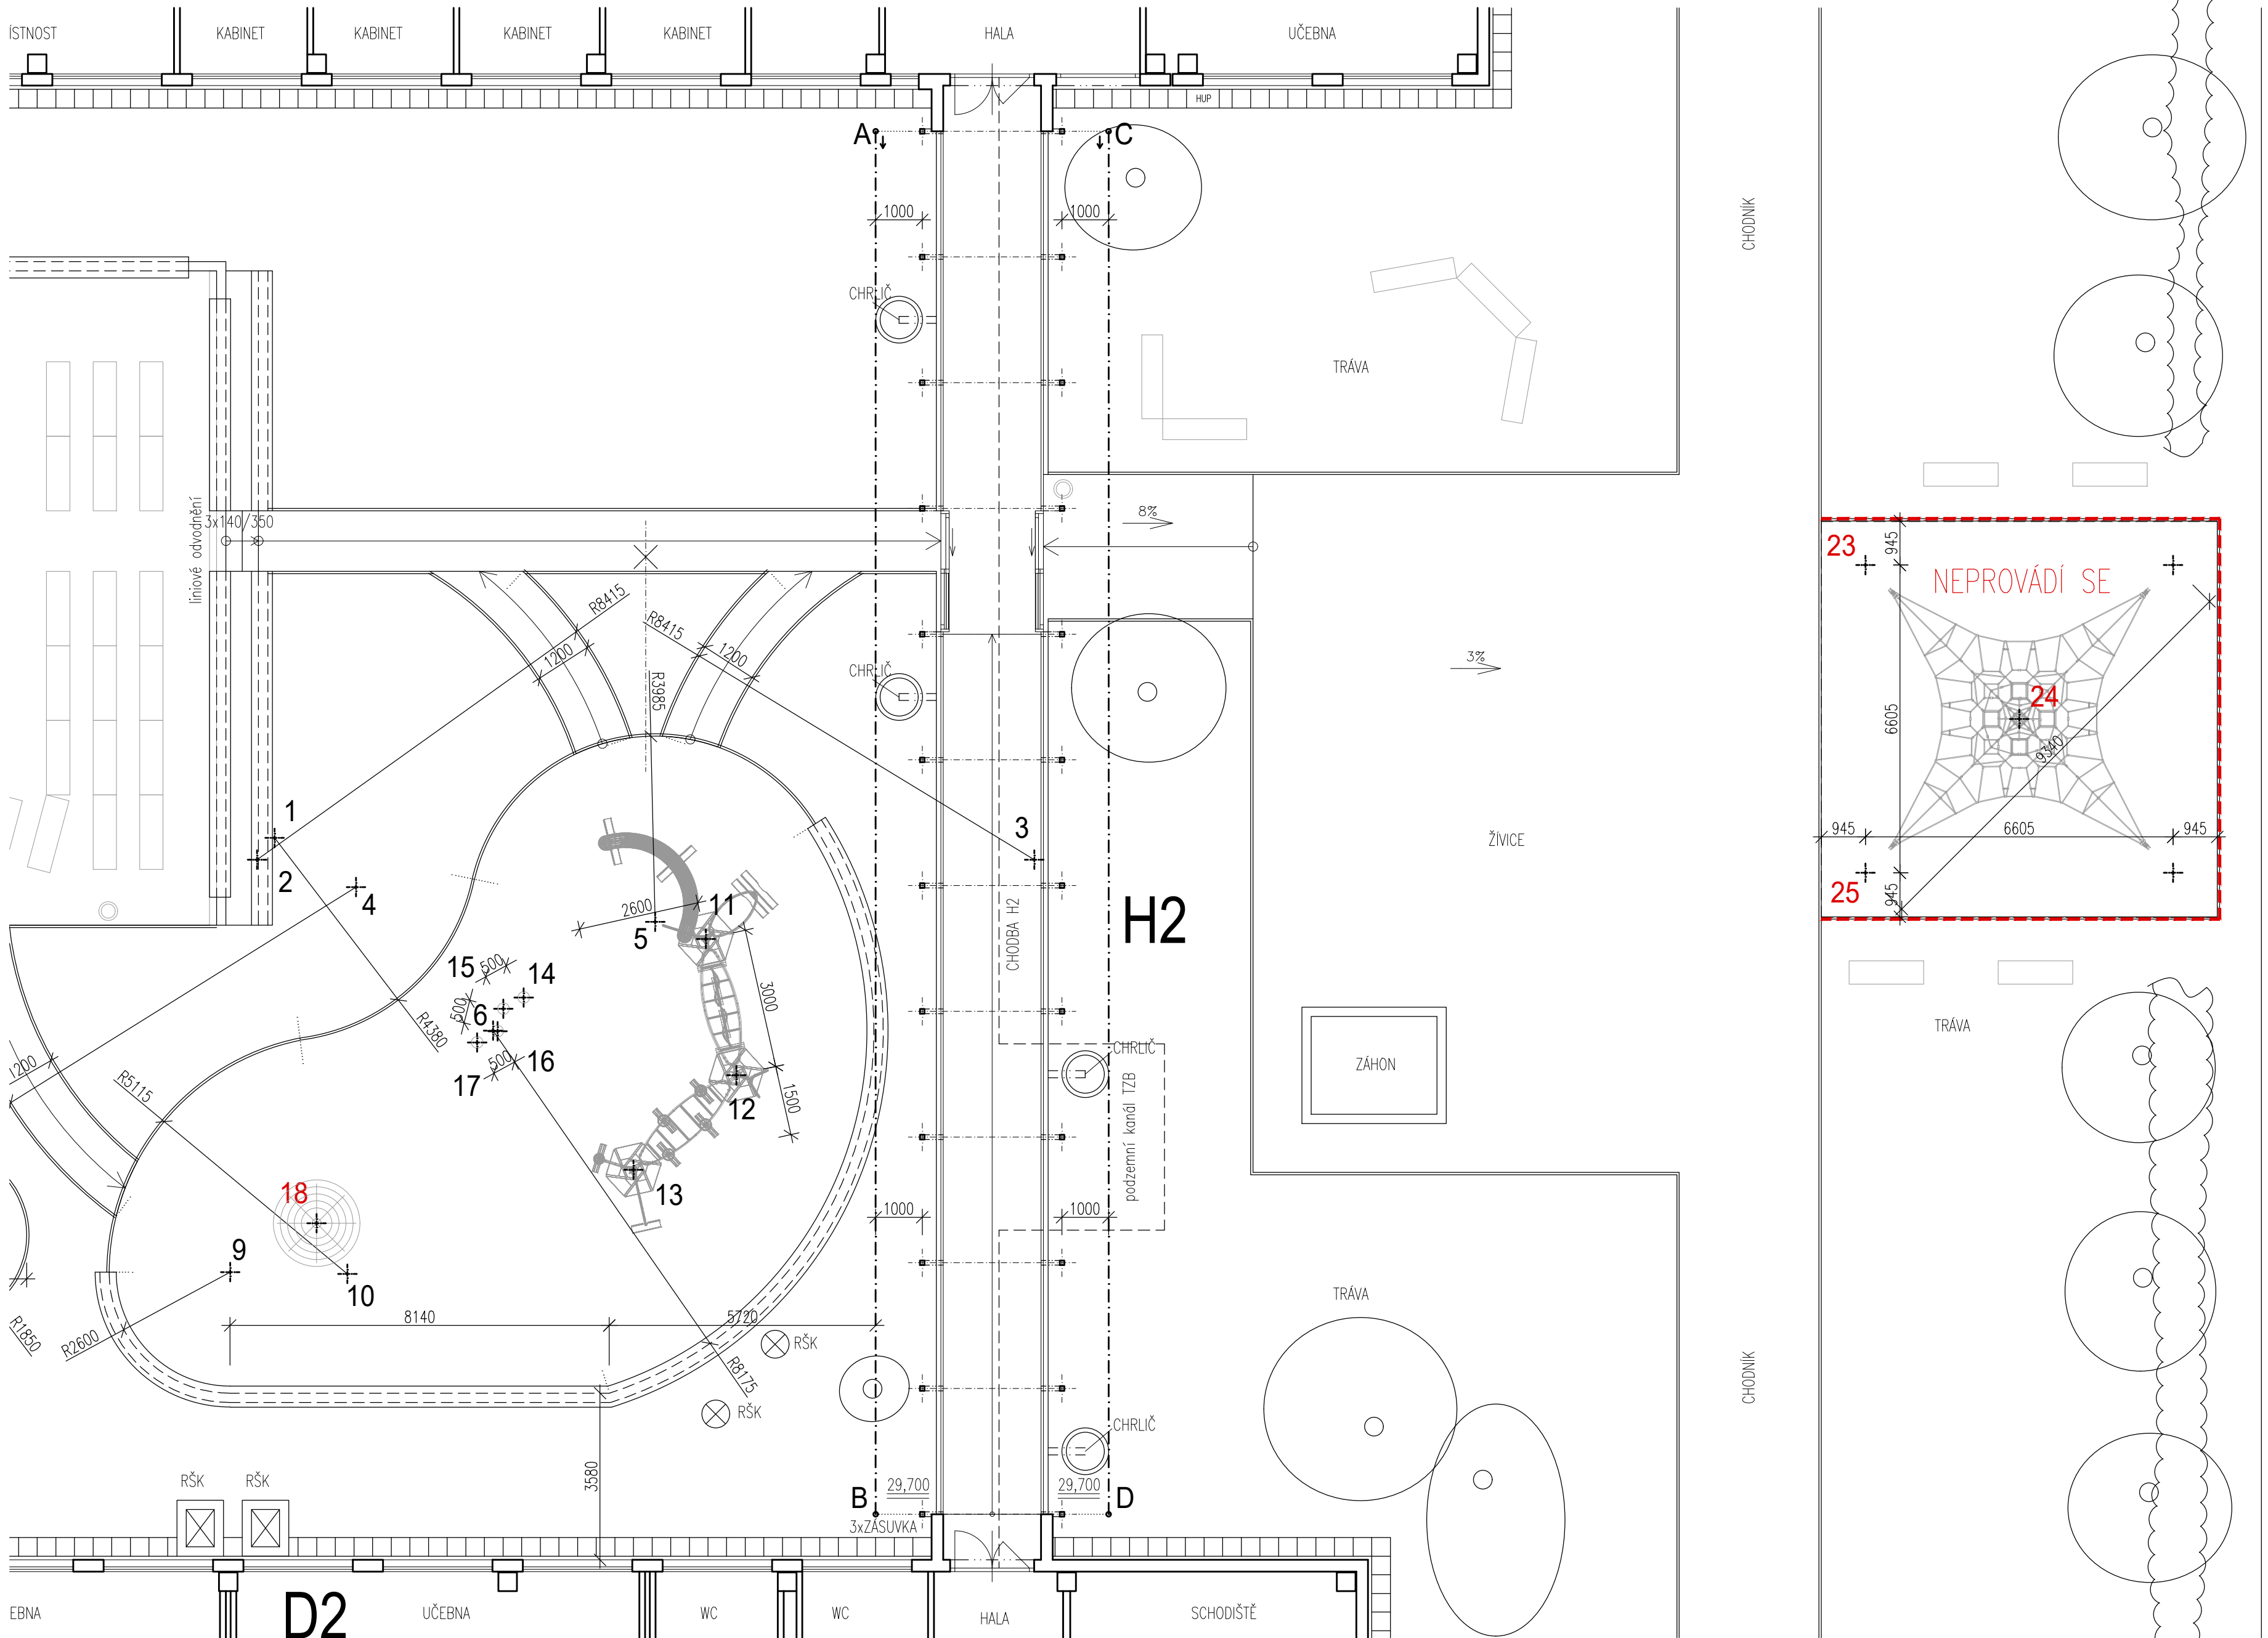 ÍSTNOST
KABINET
KABINET
KABINET
KABINET
HALA
UČEBNA
HUP
A
C
1000
1000
CHODNÍK
CHRLIČ
TRÁVA
liniové odvodnění
3x140/350
8%
23
945
NEPROVÁDÍ SE
R8415
R8415
1200
1200
R3985
CHRLIČ
3%
24
6605
9340
1
2
3
4
945
6605
945
ŽÍVICE
25
945
2600
11
5
H2
CHODBA H2
15
500
14
500
6
3000
R4380
16
500
17
TRÁVA
CHRLIČ
ZÁHON
1200
R5115
12
1500
podzemní kanál TZB
13
18
1000
1000
9
10
TRÁVA
8140
5720
R1850
R2600
RŠK
R8175
RŠK
CHODNÍK
CHRLIČ
3580
RŠK
RŠK
29,700
29,700
B
D
3xZÁSUVKA
EBNA
D2
UČEBNA
WC
WC
HALA
SCHODIŠTĚ